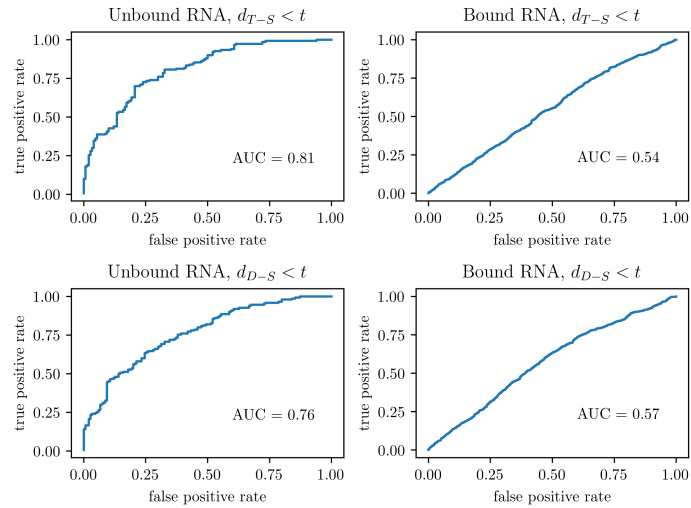 Unbound RNA, $d_{T-S} < t$
1.00
0.75
0.50
0.25
0.00
true positive rate
AUC = 0.81
0.00 0.25 0.50 0.75 1.00
false positive rate
Bound RNA, $d_{T-S} < t$
1.00
0.75
0.50
0.25
0.00
true positive rate
AUC = 0.54
0.00 0.25 0.50 0.75 1.00
false positive rate
Unbound RNA, $d_{D-S} < t$
1.00
0.75
0.50
0.25
0.00
true positive rate
AUC = 0.76
0.00 0.25 0.50 0.75 1.00
false positive rate
Bound RNA, $d_{D-S} < t$
1.00
0.75
0.50
0.25
0.00
true positive rate
AUC = 0.57
0.00 0.25 0.50 0.75 1.00
false positive rate